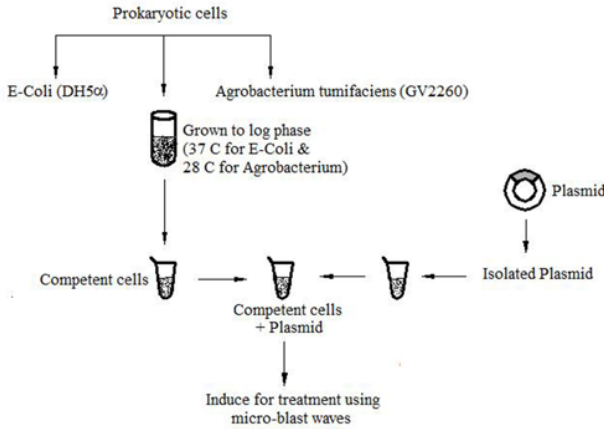 Prokaryotic cells
E-Coli (DH5α)
Agrobacterium tumifaciens (GV2260)
Grown to log phase
(37 C for E-Coli &
28 C for Agrobacterium)
Plasmid
Competent cells
Isolated Plasmid
Competent cells
+ Plasmid
Induce for treatment using
micro-blast waves